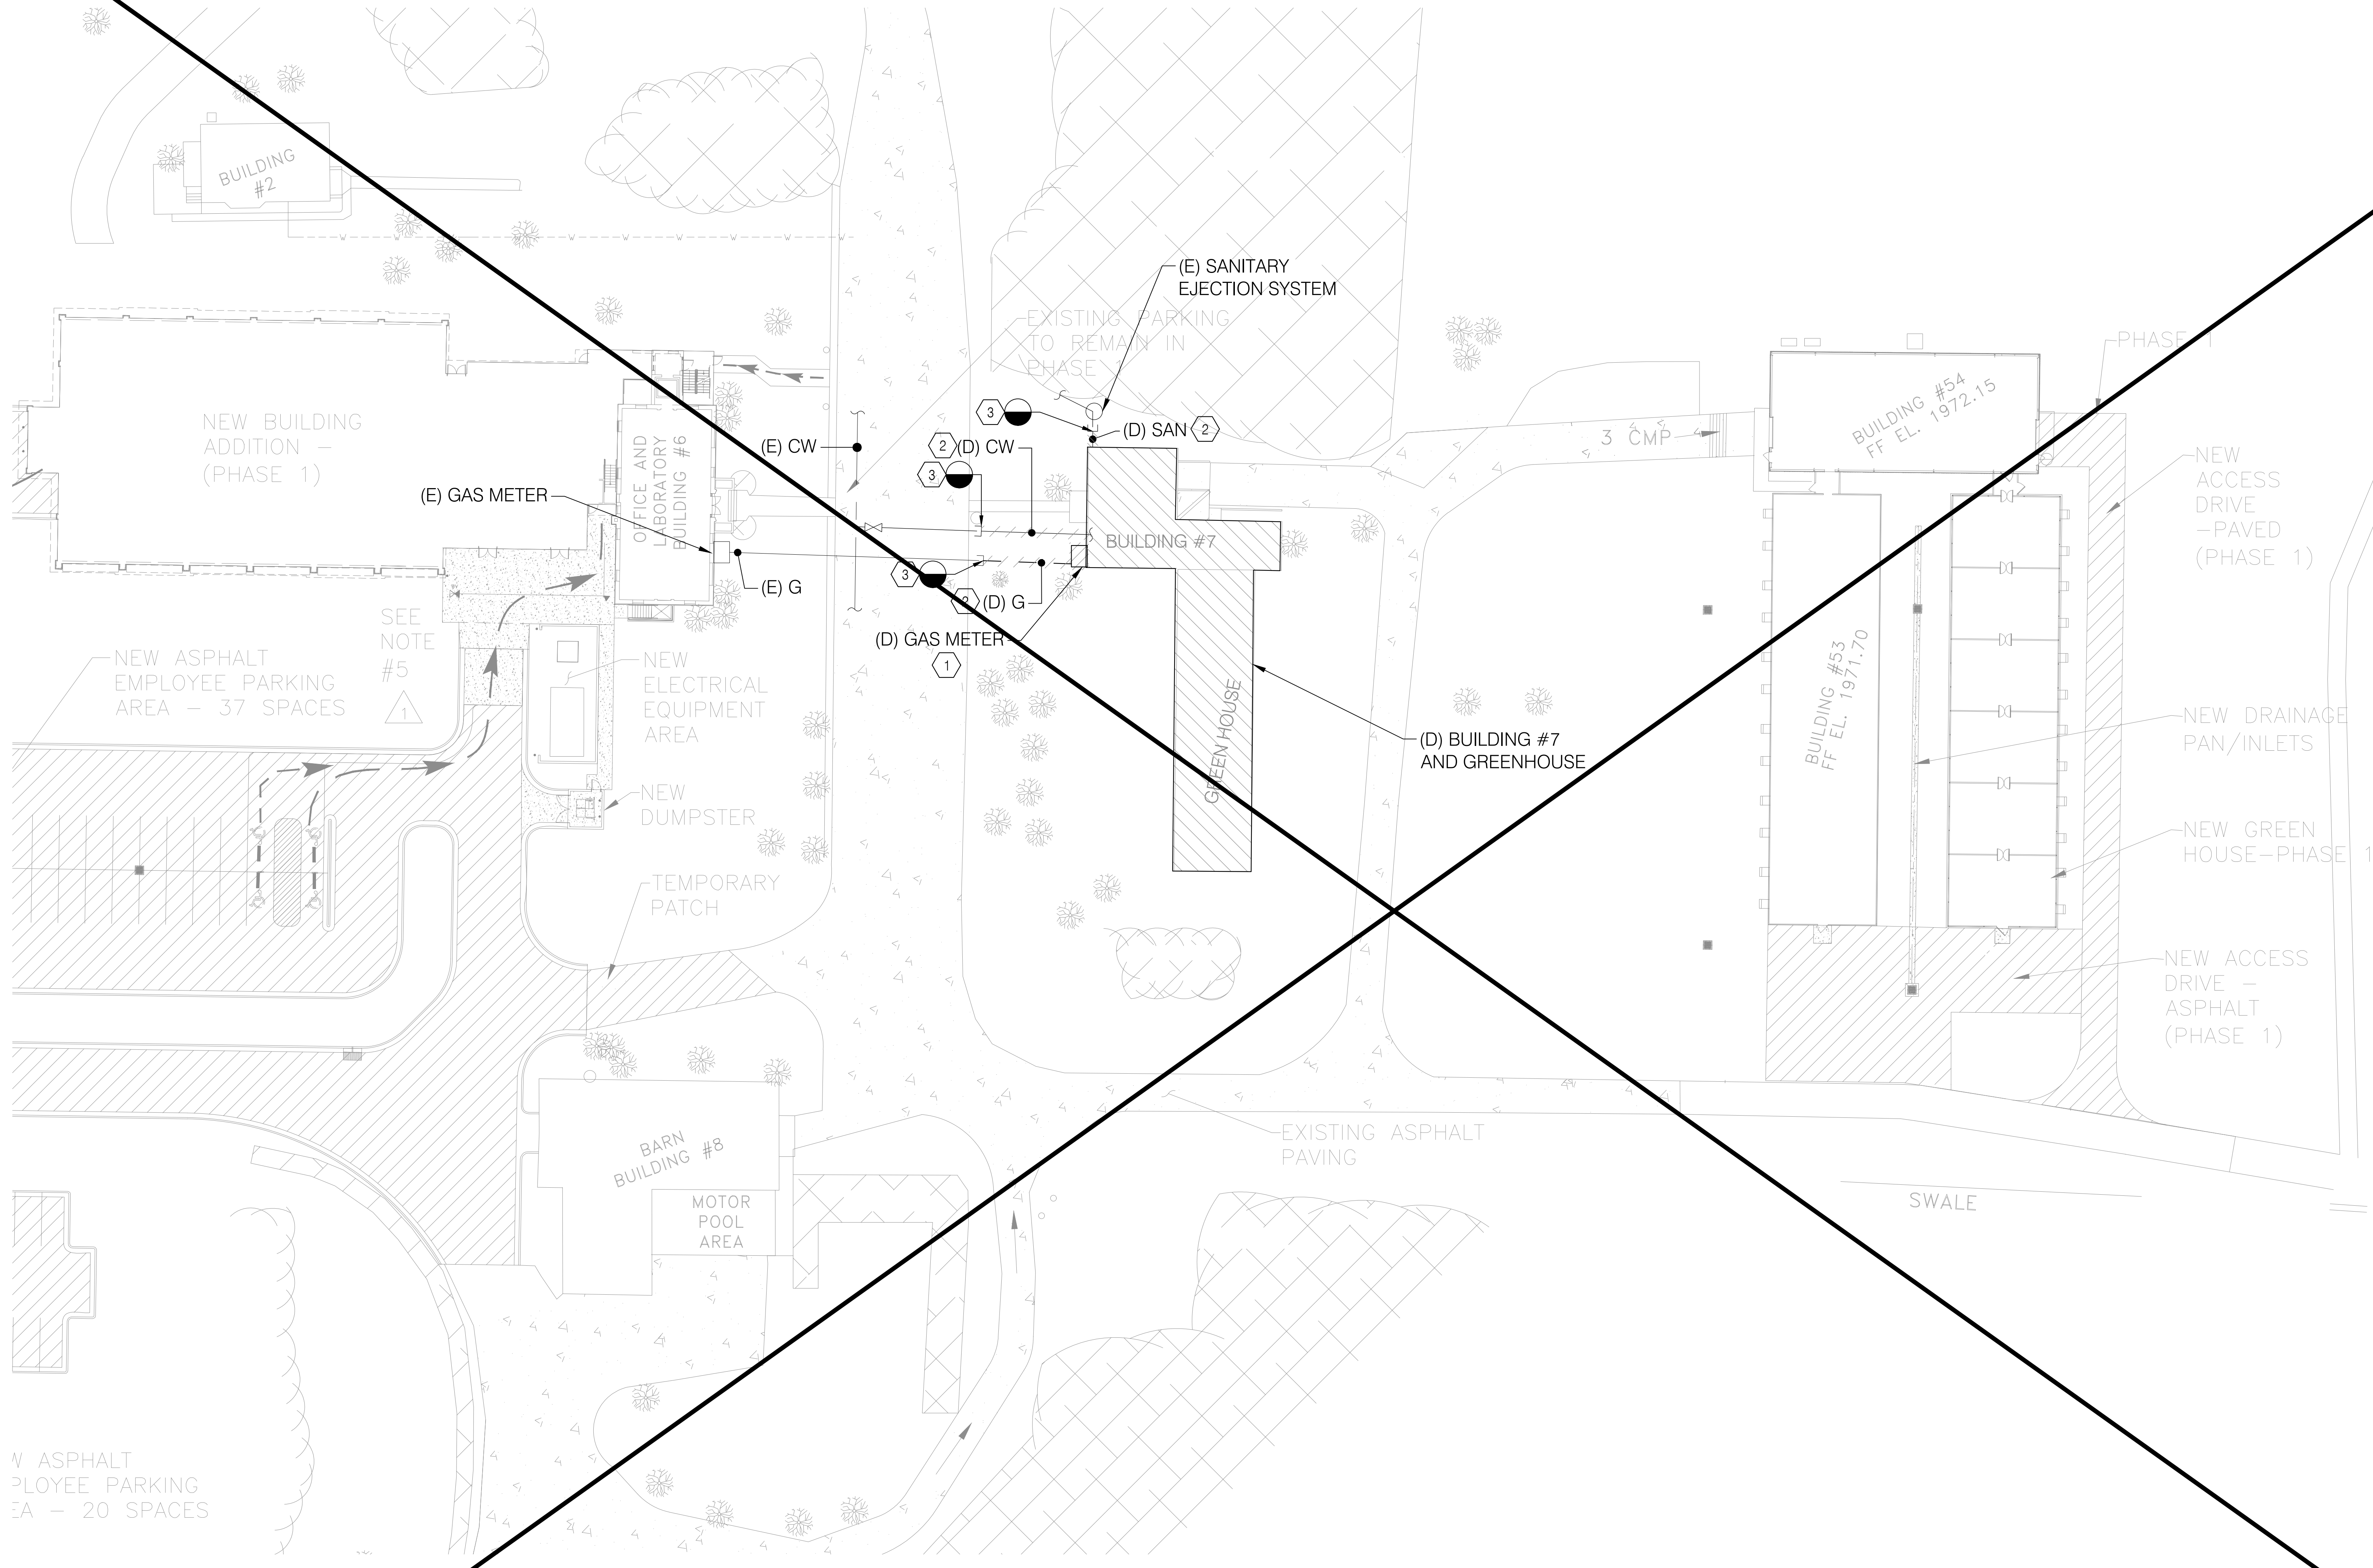 BUILDING
#2
(E) SANITARY
EJECTION SYSTEM
EXISTING PARKING
TO REMAIN IN
PHASE 1
PHASE 1
NEW BUILDING
ADDITION –
(PHASE 1)
OFFICE AND
LABORATORY
BUILDING #6
(E) CW
3
(D) SAN
2
2
(D) CW
3
3 CMP
BUILDING #54
FF EL. 1972.15
NEW
ACCESS
DRIVE
-PAVED
(PHASE 1)
(E) GAS METER
BUILDING #7
(E) G
3
2
(D) G
(D) GAS METER
1
SEE
NOTE
#5
1
NEW ASPHALT
EMPLOYEE PARKING
AREA – 37 SPACES
NEW
ELECTRICAL
EQUIPMENT
AREA
GREEN HOUSE
(D) BUILDING #7
AND GREENHOUSE
BUILDING #53
FF EL. 1971.70
NEW DRAINAGE
PAN/INLETS
NEW
DUMPSTER
NEW GREEN
HOUSE-PHASE 1
TEMPORARY
PATCH
NEW ACCESS
DRIVE –
ASPHALT
(PHASE 1)
BARN
BUILDING #8
EXISTING ASPHALT
PAVING
MOTOR
POOL
AREA
SWALE
W ASPHALT
PLOYEE PARKING
EA – 20 SPACES